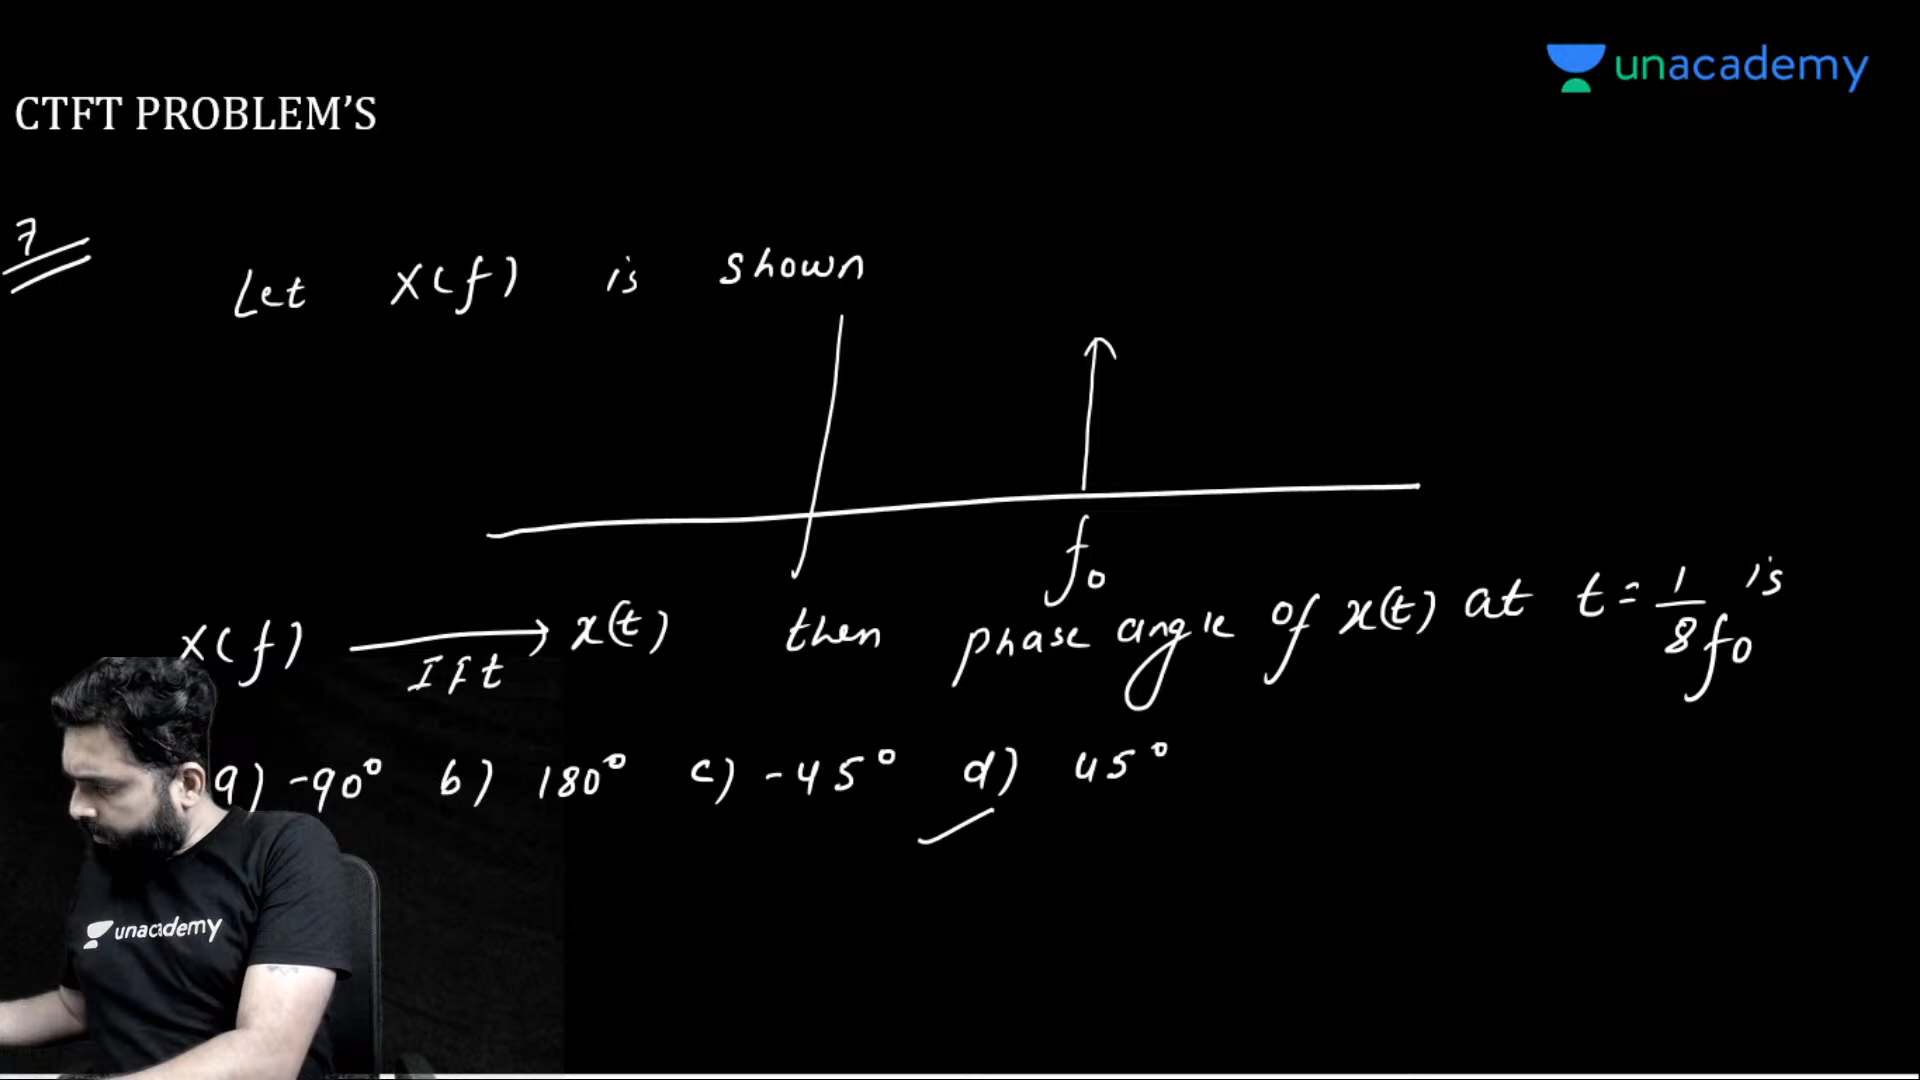 unacademy
CTFT PROBLEM'S
7
Let X(f) is shown
f0
X(f) → x(t) then phase angle of x(t) at t = 1/8f0 is
IFt
a) -90° b) 180° c) -45° d) 45°
unacademy